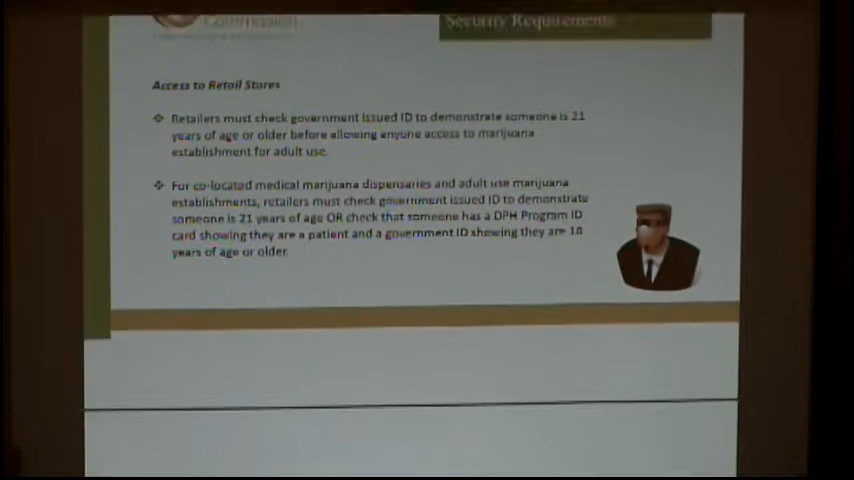 Commission
Security Requirements
Access to Retail Stores
❖ Retailers must check government issued ID to demonstrate someone is 21
years of age or older before allowing anyone access to marijuana
establishment for adult use.
❖ For co-located medical marijuana dispensaries and adult use marijuana
establishments, retailers must check government issued ID to demonstrate
someone is 21 years of age OR check that someone has a DPH Program ID
card showing they are a patient and a government ID showing they are 18
years of age or older.